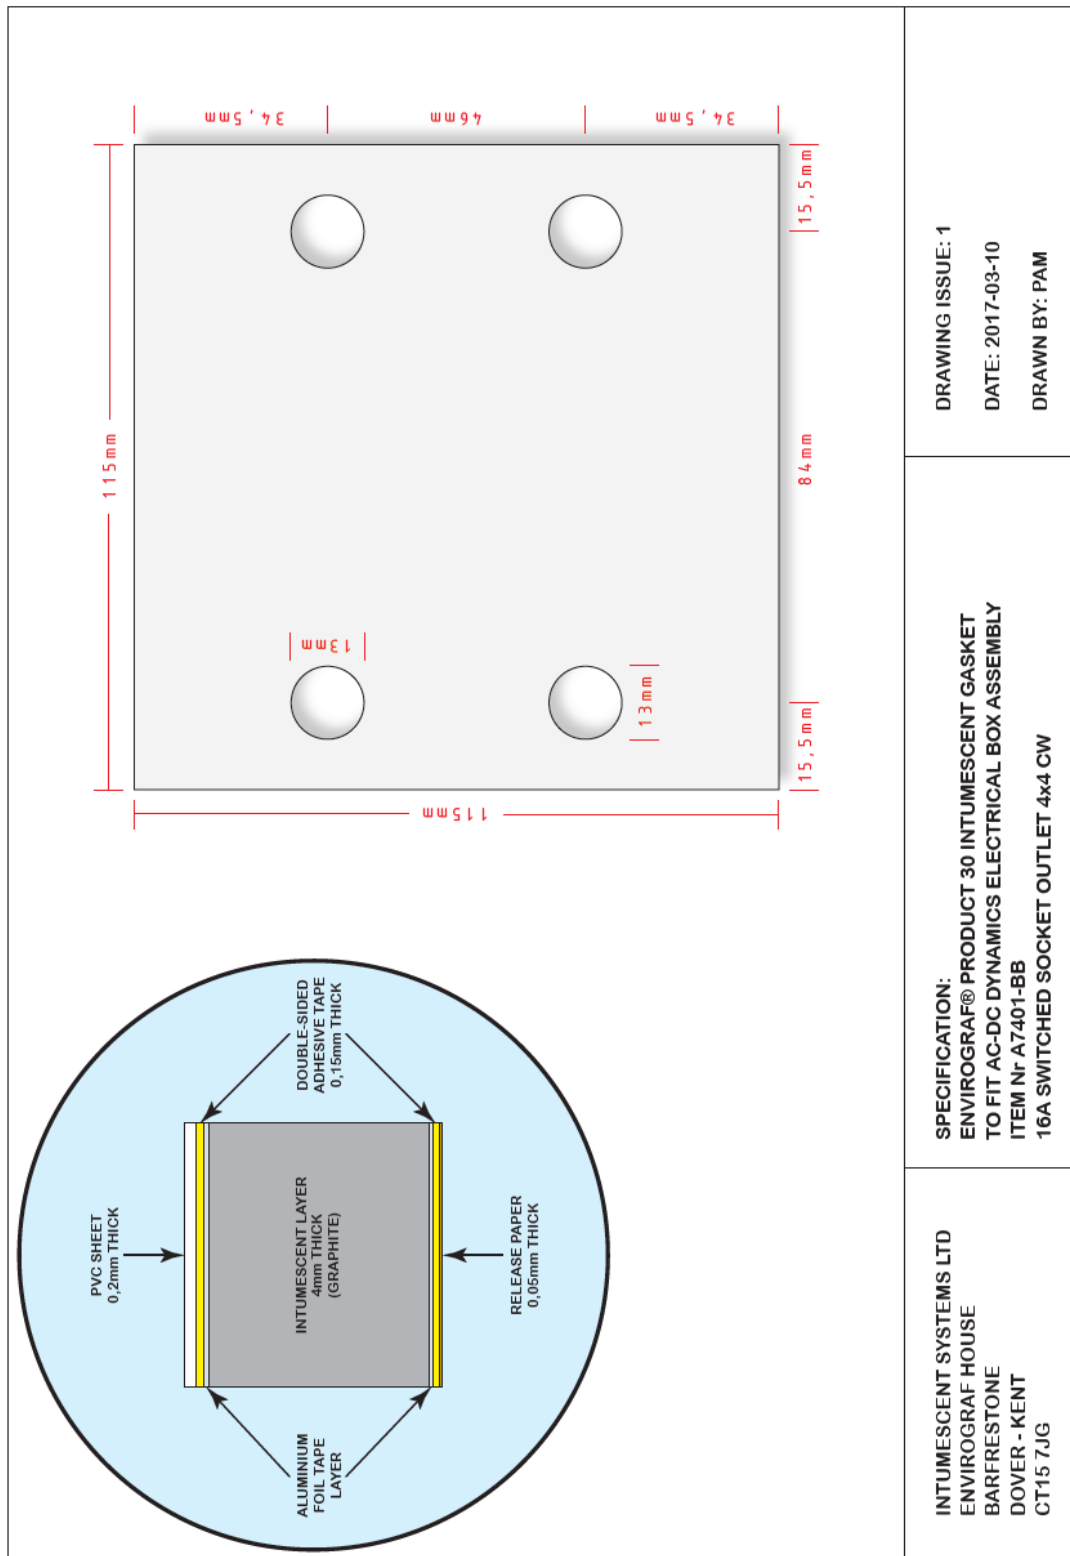 115mm
34,5mm
46mm
34,5mm
15,5mm
84mm
15,5mm
13mm
13mm
115mm
PVC SHEET
0,2mm THICK
DOUBLE-SIDED
ADHESIVE TAPE
0,15mm THICK
INTUMESCENT LAYER
4mm THICK
(GRAPHITE)
ALUMINIUM
FOIL TAPE
LAYER
RELEASE PAPER
0,05mm THICK
INTUMESCENT SYSTEMS LTD
ENVIROGRAF HOUSE
BARFRESTONE
DOVER - KENT
CT15 7JG
SPECIFICATION:
ENVIROGRAF® PRODUCT 30 INTUMESCENT GASKET
TO FIT AC-DC DYNAMICS ELECTRICAL BOX ASSEMBLY
ITEM Nr A7401-BB
16A SWITCHED SOCKET OUTLET 4x4 CW
DRAWING ISSUE: 1
DATE: 2017-03-10
DRAWN BY: PAM